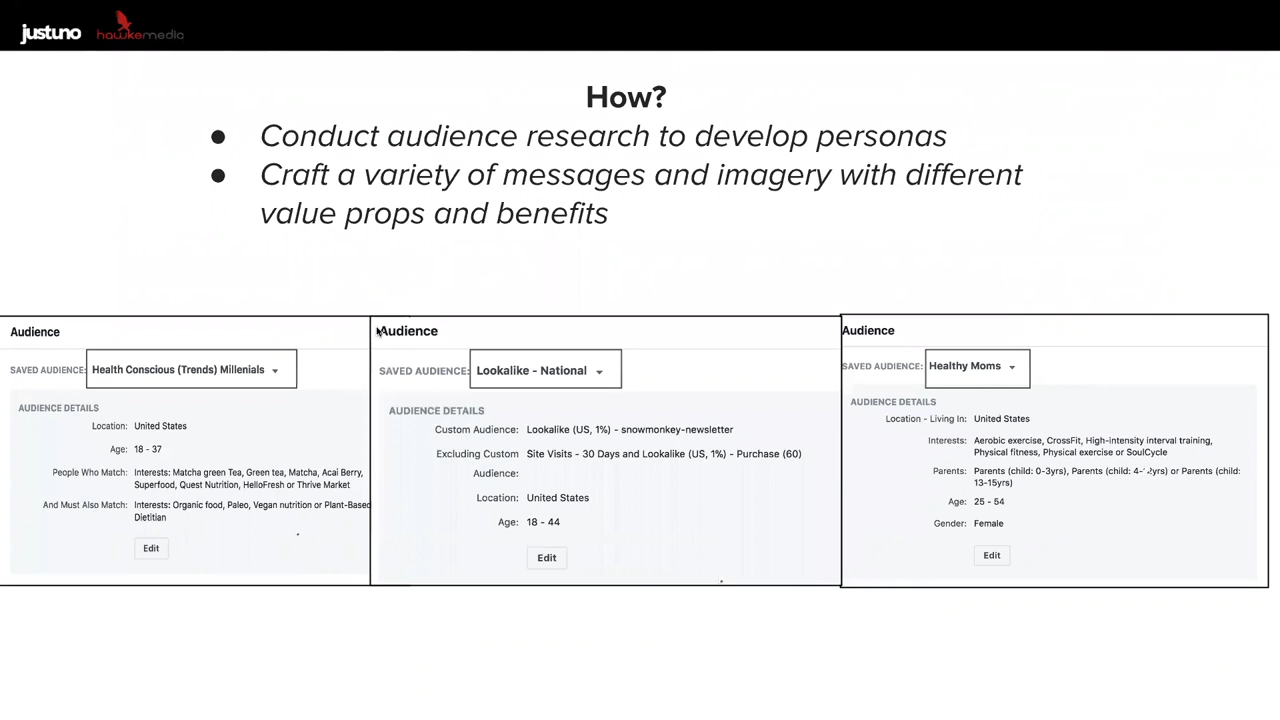 justuno hawkemedia
How?
● Conduct audience research to develop personas
● Craft a variety of messages and imagery with different
value props and benefits
Audience
SAVED AUDIENCE: Health Conscious (Trends) Millenials
AUDIENCE DETAILS
Location: United States
Age: 18 - 37
People Who Match: Interests: Matcha green Tea, Green tea, Matcha, Acai Berry,
Superfood, Quest Nutrition, HelloFresh or Thrive Market
And Must Also Match: Interests: Organic food, Paleo, Vegan nutrition or Plant-Based
Dietitian
Edit
Audience
SAVED AUDIENCE: Lookalike - National
AUDIENCE DETAILS
Custom Audience: Lookalike (US, 1%) - snowmonkey-newsletter
Excluding Custom Site Visits - 30 Days and Lookalike (US, 1%) - Purchase (60)
Audience:
Location: United States
Age: 18 - 44
Edit
Audience
SAVED AUDIENCE: Healthy Moms
AUDIENCE DETAILS
Location - Living In: United States
Interests: Aerobic exercise, CrossFit, High-intensity interval training,
Physical fitness, Physical exercise or SoulCycle
Parents: Parents (child: 0-3yrs), Parents (child: or Parents (child:
13-15yrs)
Age: 25 - 54
Gender: Female
Edit